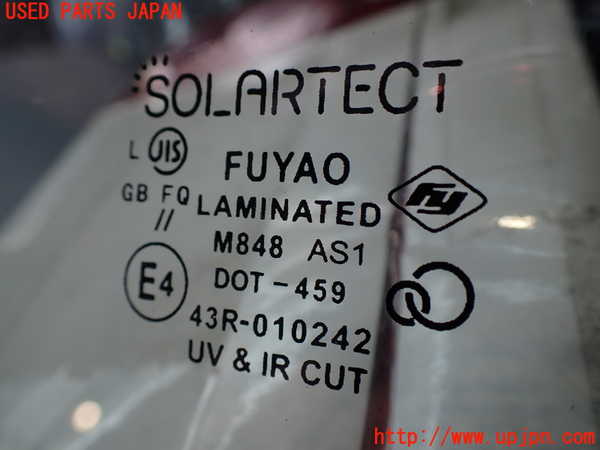 USED PARTS JAPAN
SOLARTECT
L JIS
FUYAO
GB FQ
LAMINATED
//
M848 AS1
E4
DOT-459
43R-010242
UV & IR CUT
FY
http://www.upjpn.com/